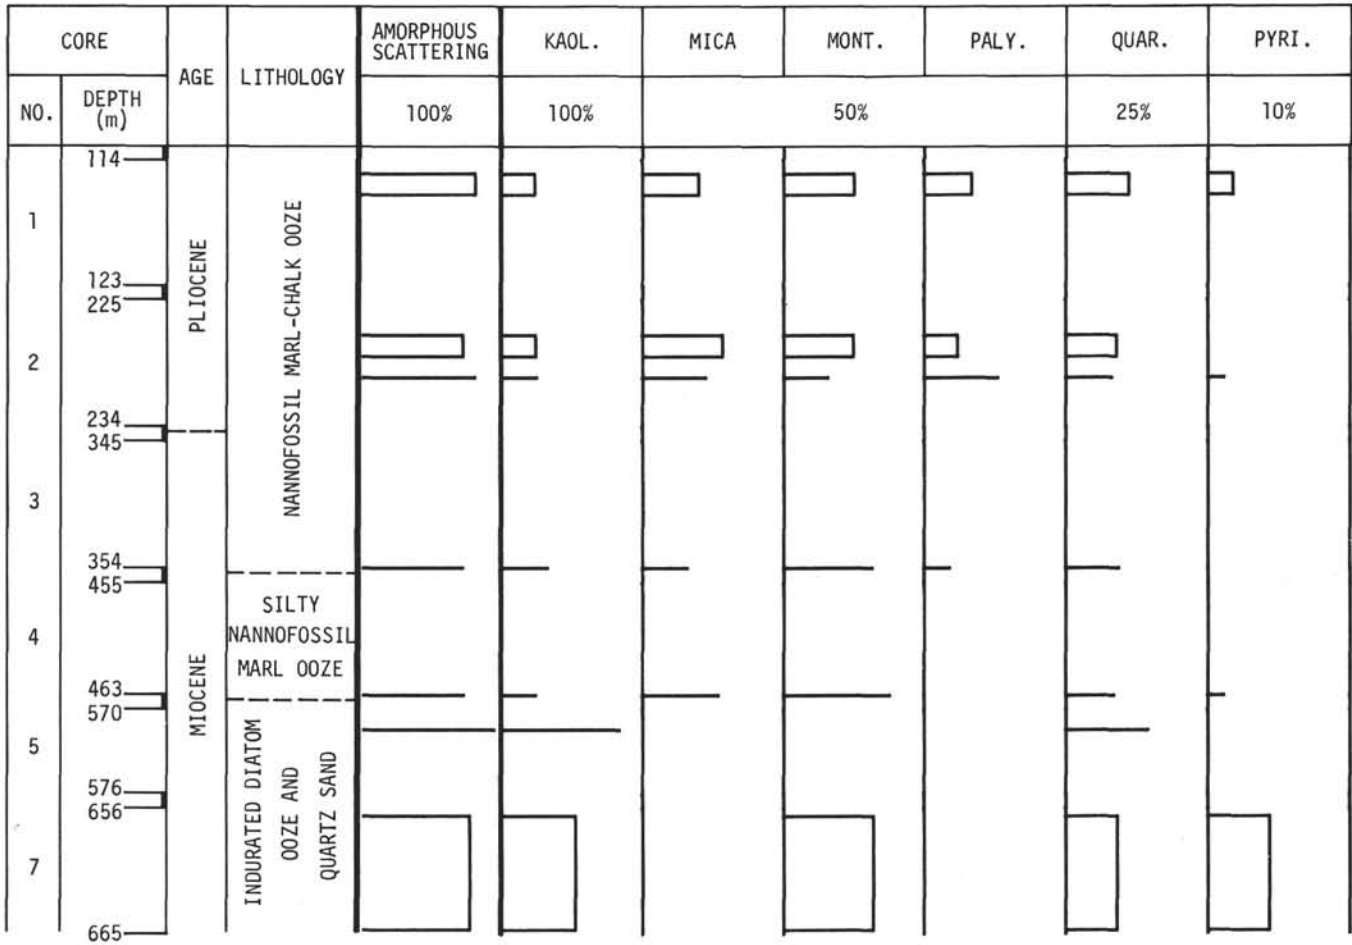 CORE
AGE
LITHOLOGY
AMORPHOUS
SCATTERING
KAOL.
MICA
MONT.
PALY.
QUAR.
PYRI.
NO.
DEPTH
(m)
100%
100%
50%
25%
10%
114
1
123
225
2
234
345
3
354
455
4
463
570
5
576
656
7
665
PLIOCENE
MIOCENE
NANNOFOSSIL MARL-CHALK OOZE
SILTY
NANNOFOSSIL
MARL OOZE
INDURATED DIATOM
OOZE AND
QUARTZ SAND